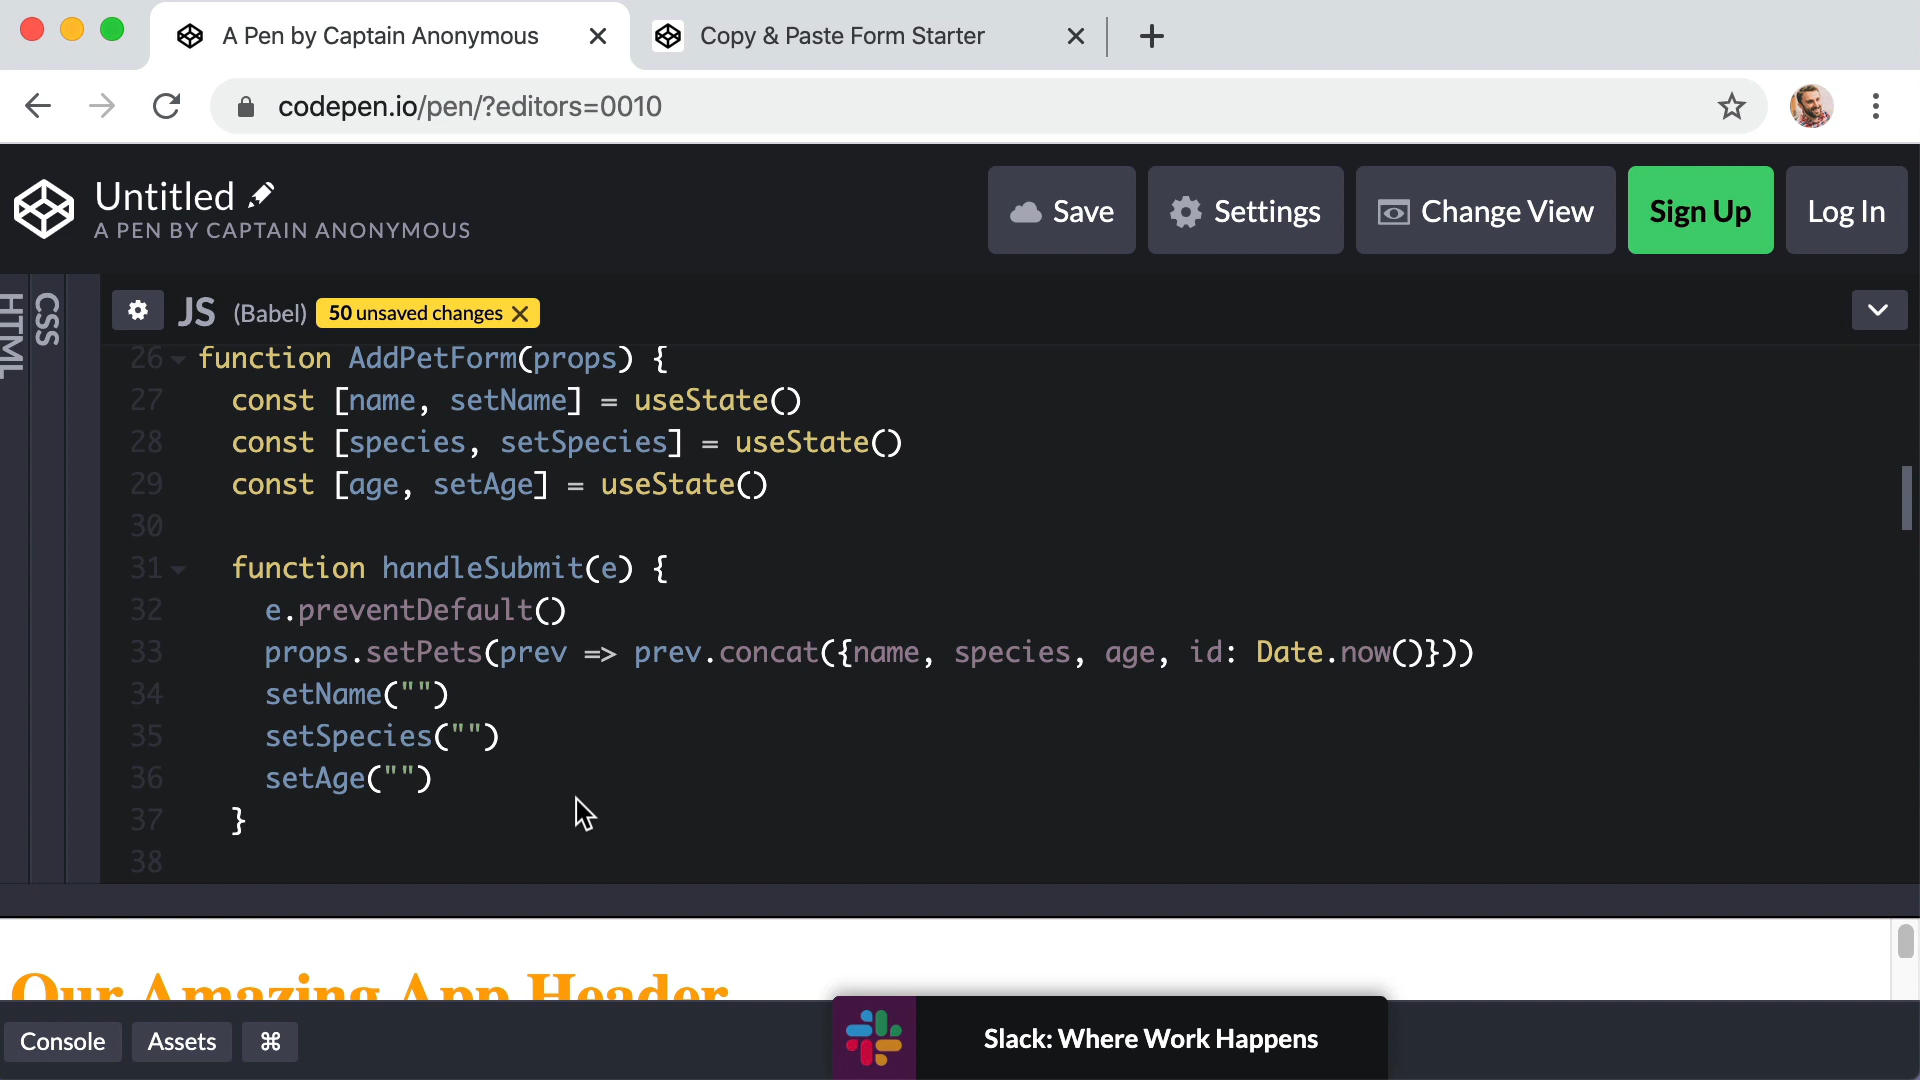 A Pen by Captain Anonymous
Copy & Paste Form Starter
codepen.io/pen/?editors=0010
Untitled
A PEN BY CAPTAIN ANONYMOUS
Save
Settings
Change View
Sign Up
Log In
HTML
CSS
JS (Babel) 50 unsaved changes
26 function AddPetForm(props) {
27 const [name, setName] = useState()
28 const [species, setSpecies] = useState()
29 const [age, setAge] = useState()
30
31 function handleSubmit(e) {
32 e.preventDefault()
33 props.setPets(prev => prev.concat({name, species, age, id: Date.now()}))
34 setName("")
35 setSpecies("")
36 setAge("")
37 }
38
Our Amazing App Header
Console
Assets
⌘
Slack: Where Work Happens